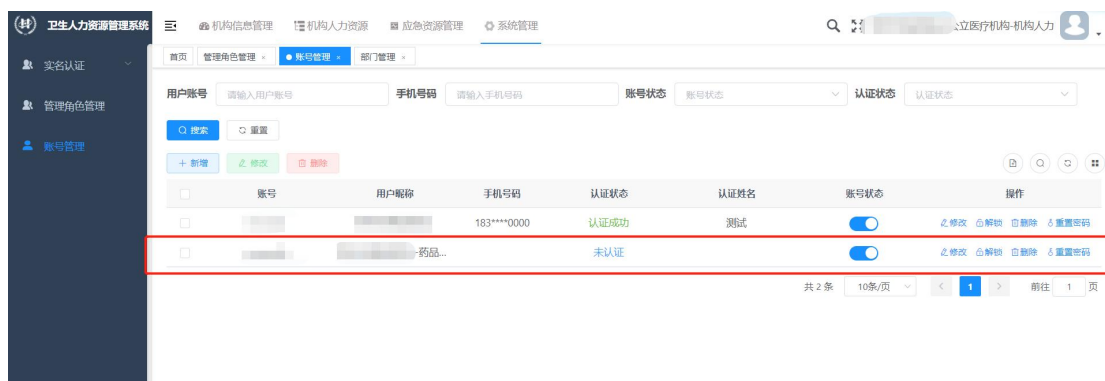 卫生人力资源管理系统 机构信息管理 机构人力资源 应急资源管理 系统管理 立医疗机构-机构人力
首页 管理角色管理 × 账号管理 × 部门管理 ×
实名认证
管理角色管理
账号管理
用户账号 请输入用户账号 手机号码 请输入手机号码 账号状态 账号状态 认证状态 认证状态
搜索 重置
+ 新增 修改 删除
账号 用户昵称 手机号码 认证状态 认证姓名 账号状态 操作
183****0000 认证成功 测试 修改 解锁 删除 重置密码
-药品... 未认证 修改 解锁 删除 重置密码
共 2 条 10条/页 < 1 > 前往 1 页